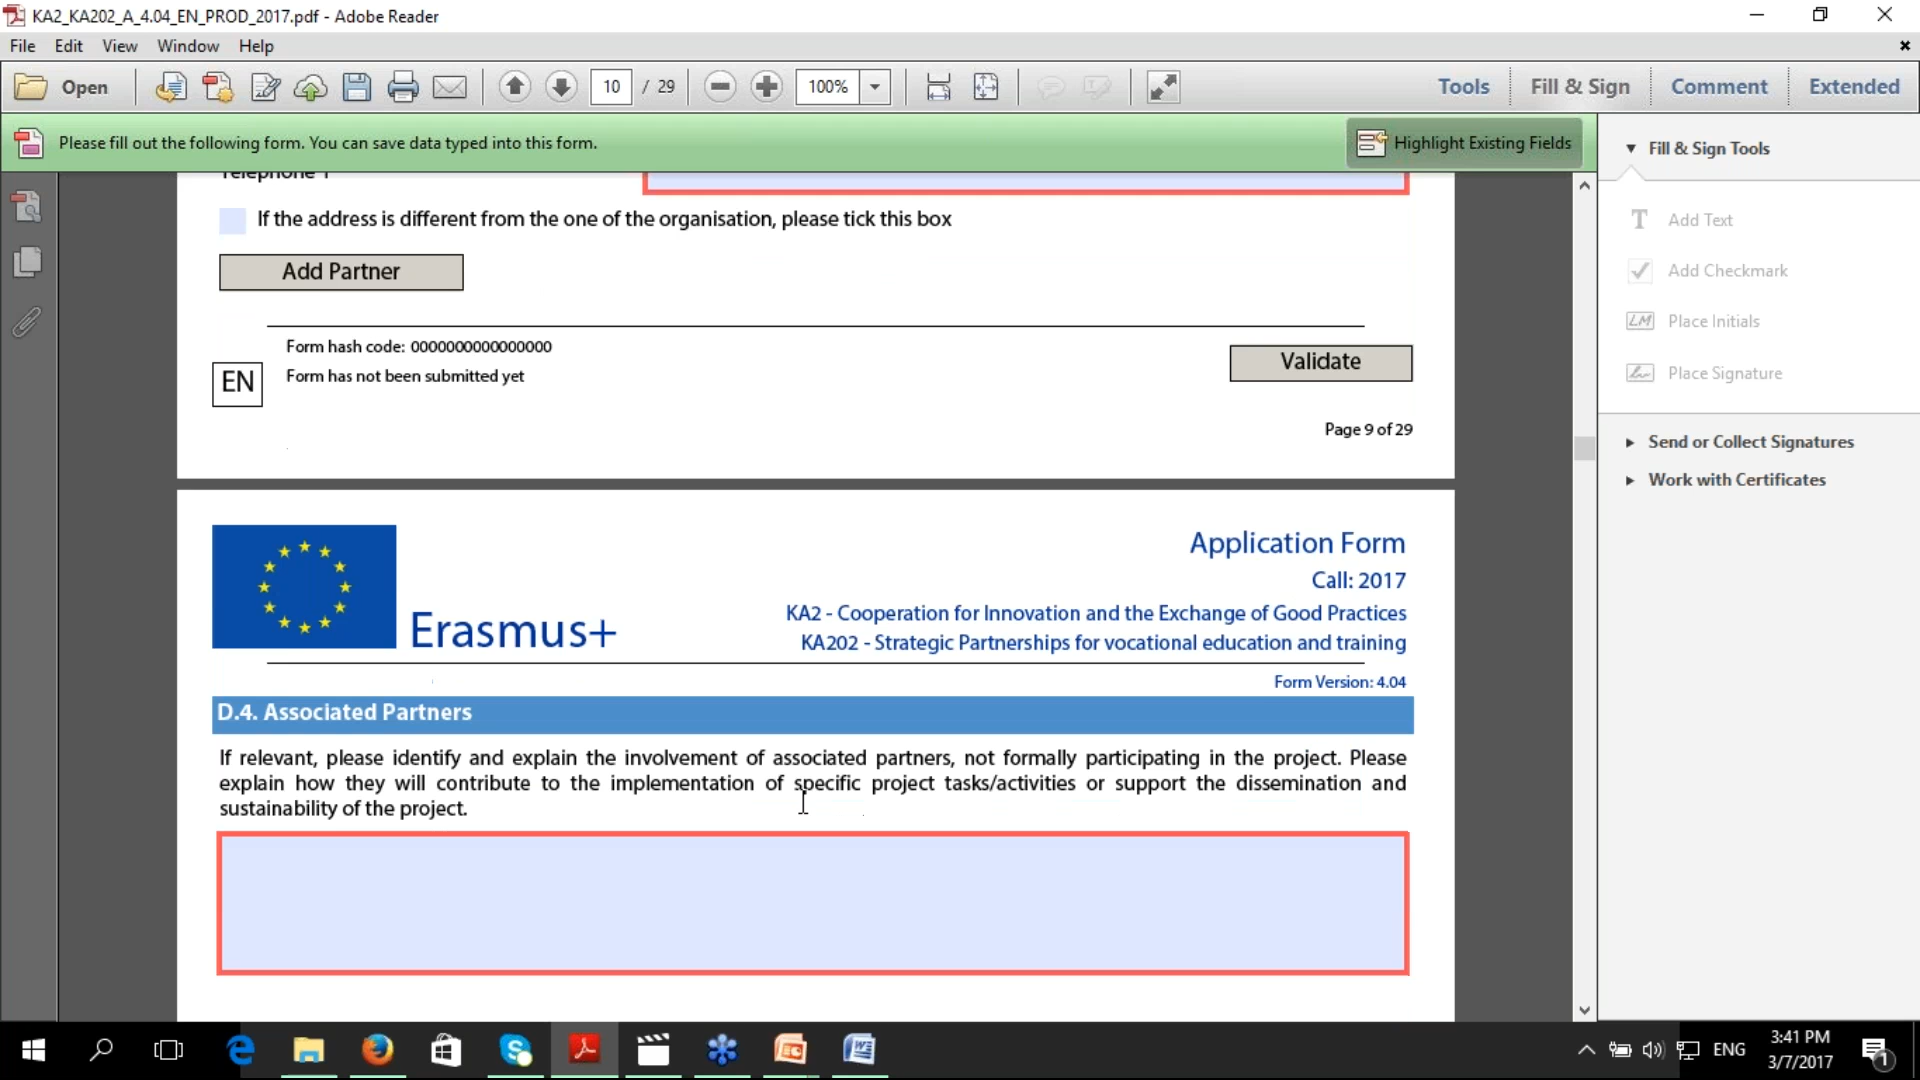 KA2_KA202_A_4.04_EN_PROD_2017.pdf - Adobe Reader
File Edit View Window Help
Open 10 / 29 100% Tools Fill & Sign Comment Extended
Please fill out the following form. You can save data typed into this form. Highlight Existing Fields
Fill & Sign Tools
Add Text
Add Checkmark
Place Initials
Place Signature
Send or Collect Signatures
Work with Certificates
Telephone 1
If the address is different from the one of the organisation, please tick this box
Add Partner
Form hash code: 0000000000000000
EN
Form has not been submitted yet
Validate
Page 9 of 29
Erasmus+
Application Form
Call: 2017
KA2 - Cooperation for Innovation and the Exchange of Good Practices
KA202 - Strategic Partnerships for vocational education and training
Form Version: 4.04
D.4. Associated Partners
If relevant, please identify and explain the involvement of associated partners, not formally participating in the project. Please
explain how they will contribute to the implementation of specific project tasks/activities or support the dissemination and
sustainability of the project.
ENG
3:41 PM
3/7/2017
1